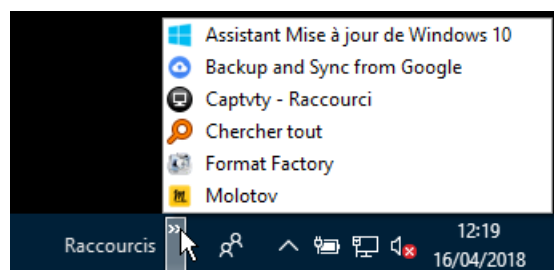 Assistant Mise à jour de Windows 10
Backup and Sync from Google
Captvty - Raccourci
Chercher tout
Format Factory
Molotov
Raccourcis »
12:19
16/04/2018